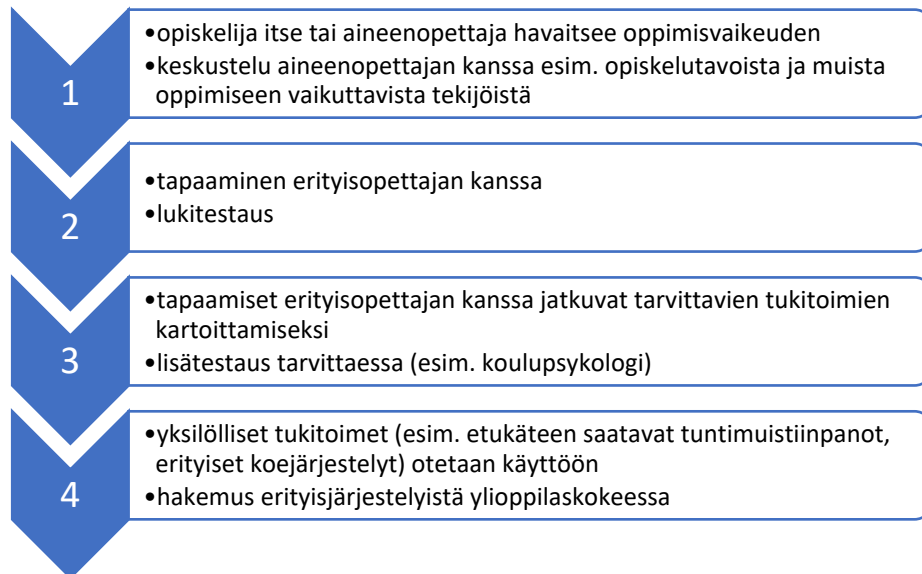 1
•opiskelija itse tai aineenopettaja havaitsee oppimisvaikeuden
•keskustelu aineenopettajan kanssa esim. opiskelutavoista ja muista
oppimiseen vaikuttavista tekijöistä
2
•tapaaminen erityisopettajan kanssa
•lukitestaus
3
•tapaamiset erityisopettajan kanssa jatkuvat tarvittavien tukitoimien
kartoittamiseksi
•lisätestaus tarvittaessa (esim. koulupsykologi)
4
•yksilölliset tukitoimet (esim. etukäteen saatavat tuntimuistiinpanot,
erityiset koejärjestelyt) otetaan käyttöön
•hakemus erityisjärjestelyistä ylioppilaskokeessa